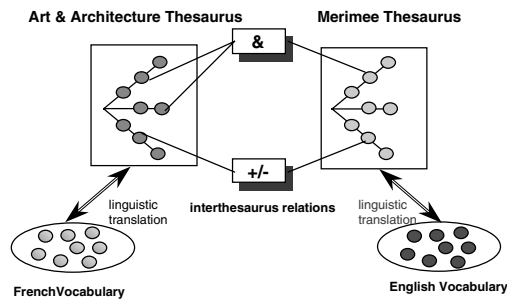 Art & Architecture Thesaurus
Merimee Thesaurus
&
+/-
linguistic
translation
interthesaurus relations
linguistic
translation
FrenchVocabulary
English Vocabulary